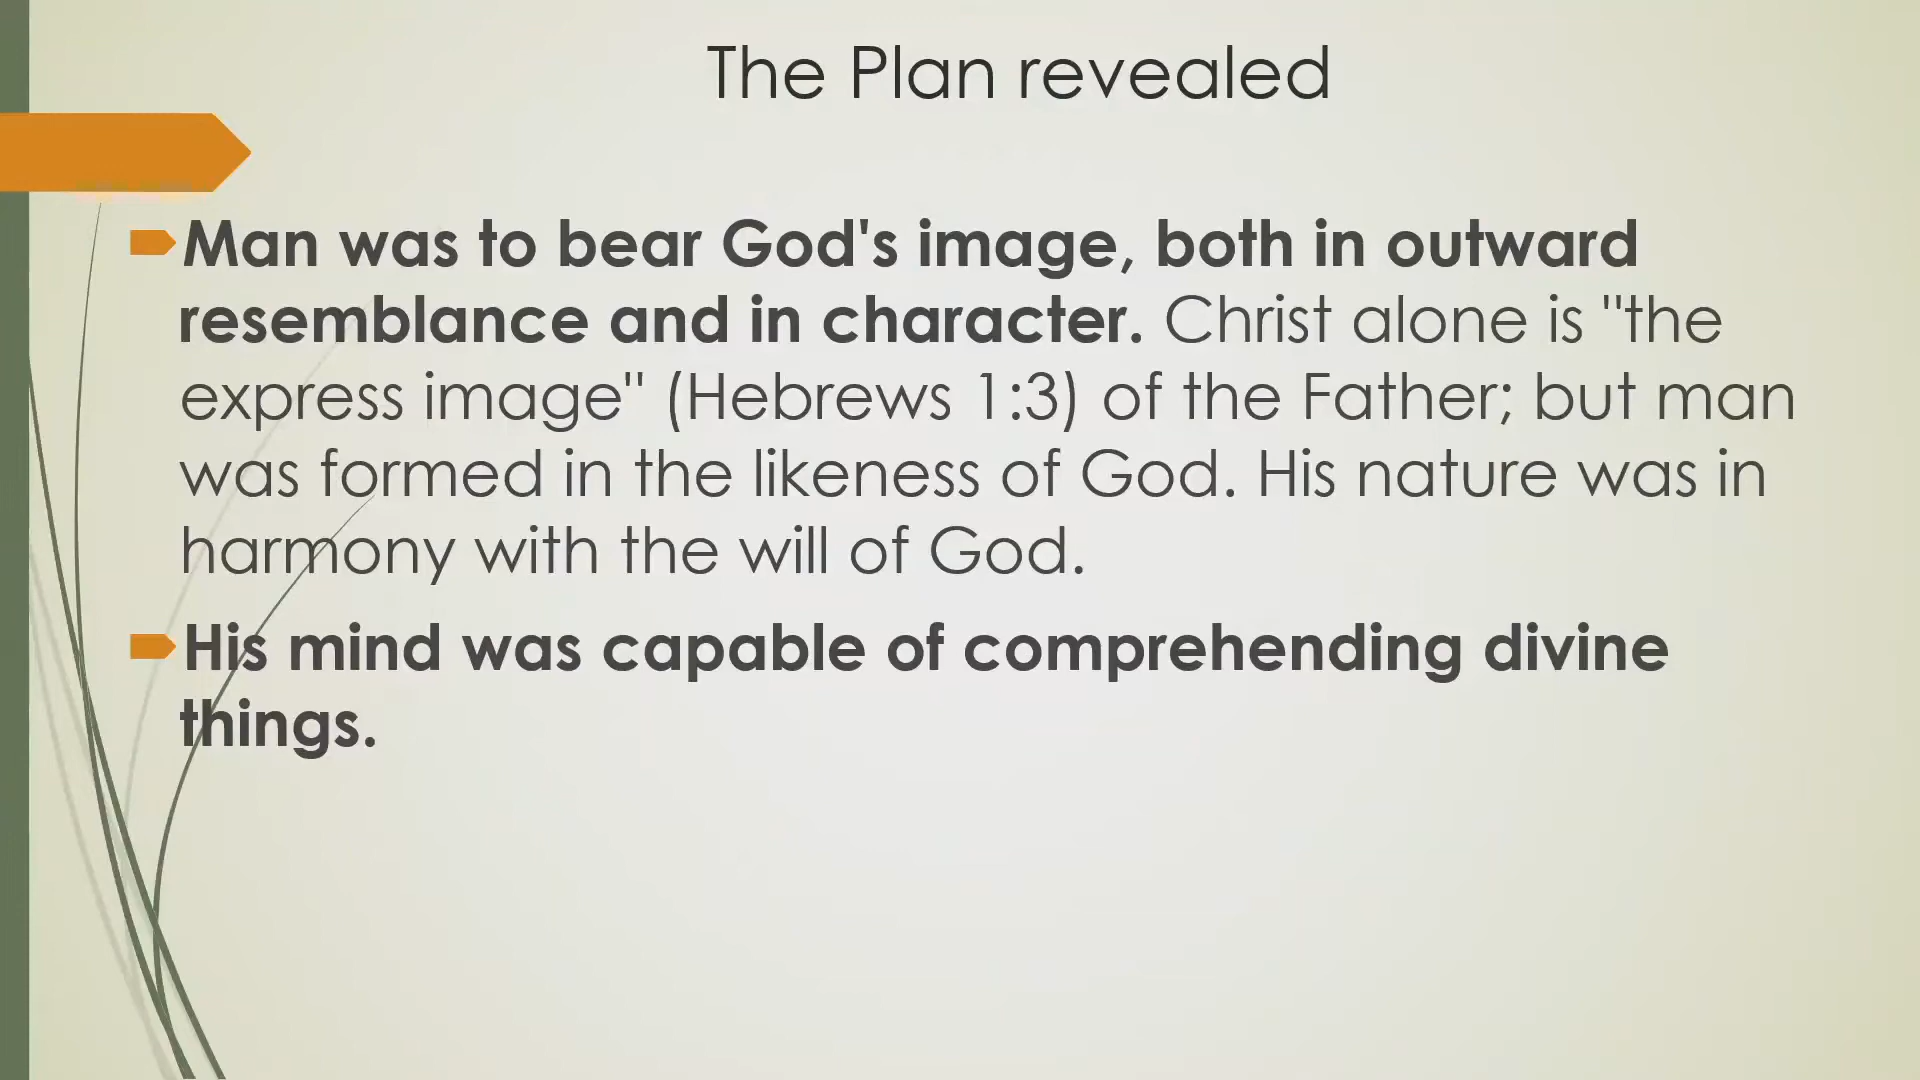 The Plan revealed
Man was to bear God's image, both in outward
resemblance and in character. Christ alone is "the
express image" (Hebrews 1:3) of the Father; but man
was formed in the likeness of God. His nature was in
harmony with the will of God.
His mind was capable of comprehending divine
things.